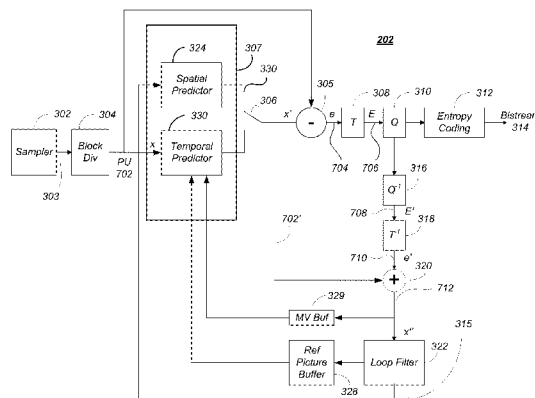 202
324
307
330
Spatial
Predictor
306
x'
305
-
e
704
308
T
E
706
310
Q
312
Entropy
Coding
Bistrear
314
302
Sampler
303
304
Block
Div
PU
702
x
330
Temporal
Predictor
Q-1
316
708
E'
T-1
318
702'
710
e'
+
320
712
329
MV Buf
x''
315
Ref
Picture
Buffer
328
Loop Filter
322